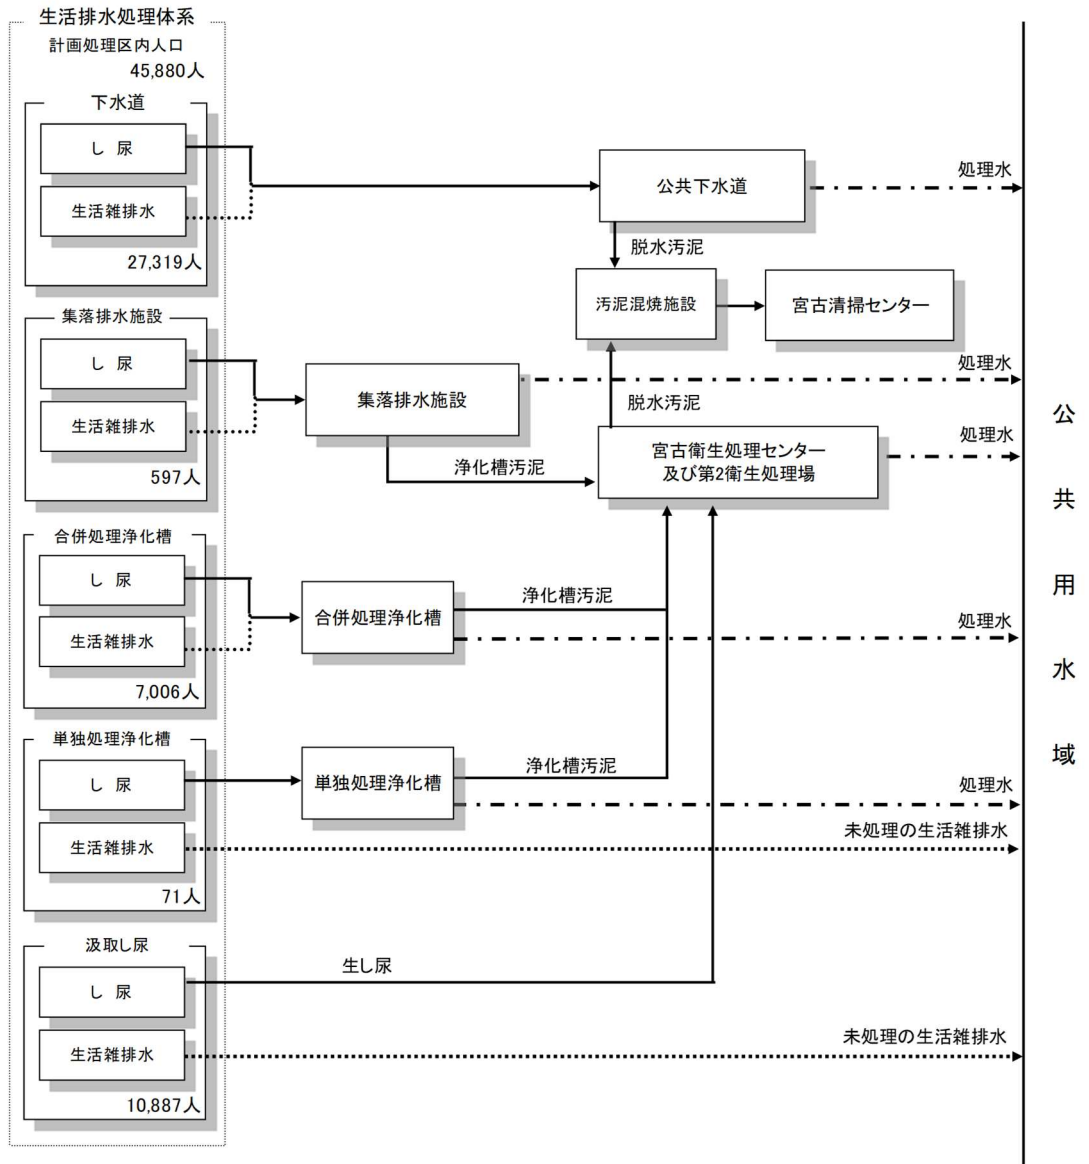 生活排水処理体系
計画処理区内人口
45,880人
下水道
し 尿
生活雑排水
27,319人
公共下水道
処理水
脱水汚泥
汚泥混焼施設
宮古清掃センター
集落排水施設
し 尿
生活雑排水
597人
集落排水施設
処理水
脱水汚泥
浄化槽汚泥
宮古衛生処理センター
及び第2衛生処理場
処理水
合併処理浄化槽
し 尿
生活雑排水
7,006人
合併処理浄化槽
浄化槽汚泥
処理水
単独処理浄化槽
し 尿
生活雑排水
71人
単独処理浄化槽
浄化槽汚泥
処理水
未処理の生活雑排水
汲取し尿
し 尿
生活雑排水
10,887人
生し尿
未処理の生活雑排水
公
共
用
水
域